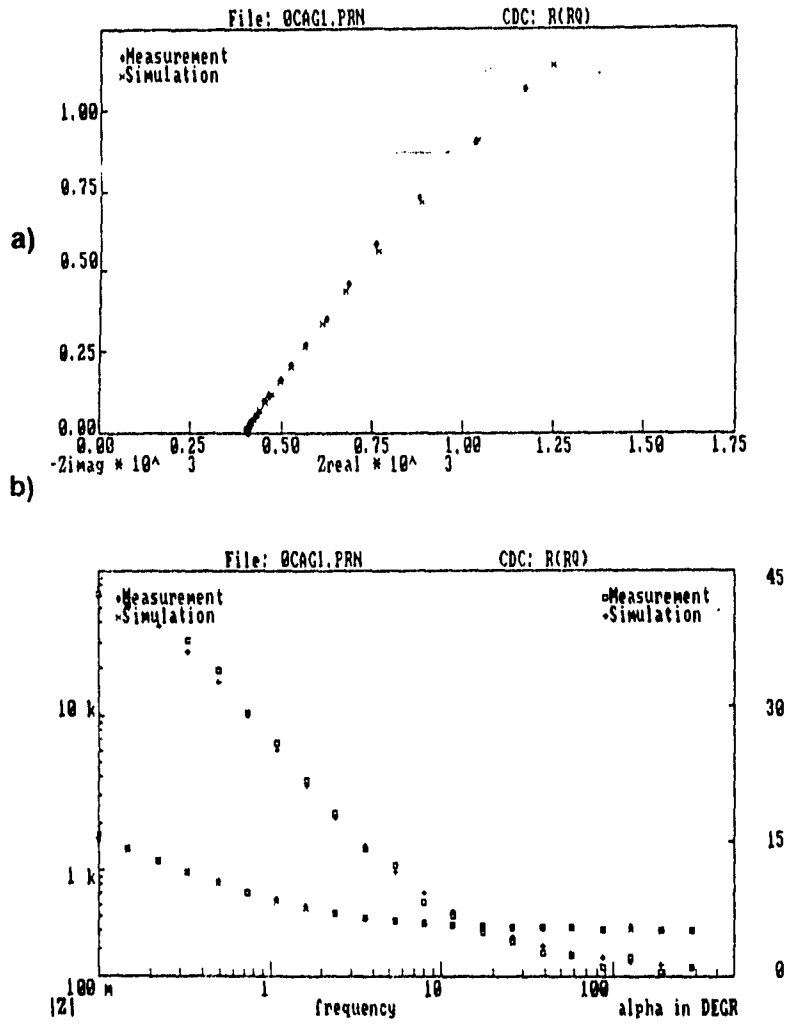 File: 0CAG1.PRN CDC: R(RQ)
Measurement
Simulation
1.00
0.75
a)
0.50
0.25
0.00
0.00 0.25 0.50 0.75 1.00 1.25 1.50 1.75
-Zimag * 10^ 3 Zreal * 10^ 3
b)
File: 0CAG1.PRN CDC: R(RQ)
45
Measurement Measurement
Simulation Simulation
10 k 30
15
1 k
0
100 m 1 10 100
|Z| frequency alpha in DEGR